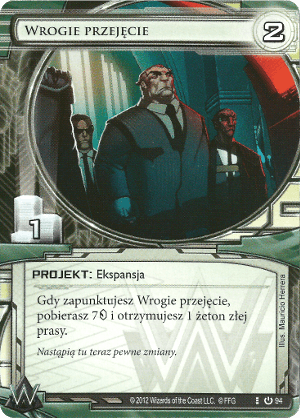 Wrogie przejęcie
2
1
PROJEKT: Ekspansja
Gdy zapunktujesz Wrogie przejęcie,
pobierasz 7 i otrzymujesz 1 żeton złej
prasy.
Nastąpią tu teraz pewne zmiany.
Illus. Mauricio Herrera
© 2012 Wizards of the Coast LLC. © FFG
94